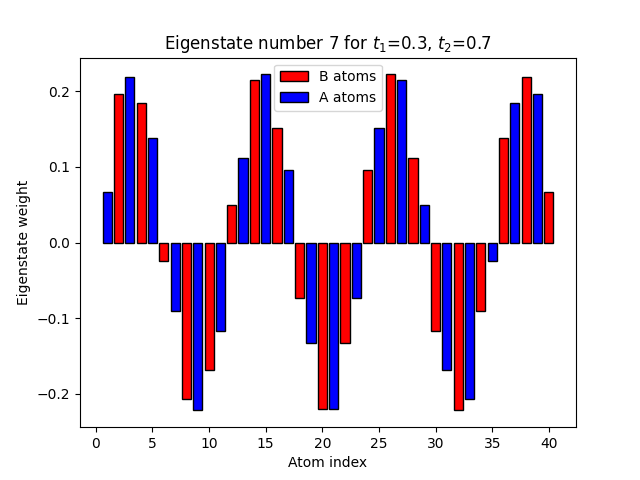 Eigenstate number 7 for t₁=0.3, t₂=0.7
B atoms
A atoms
Eigenstate weight
0.2
0.1
0.0
−0.1
−0.2
0 5 10 15 20 25 30 35 40
Atom index